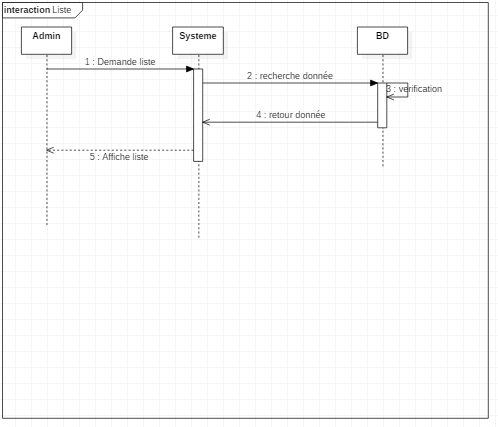 interaction Liste
Admin
Systeme
BD
1 : Demande liste
2 : recherche donnée
3 : verification
4 : retour donnée
5 : Affiche liste